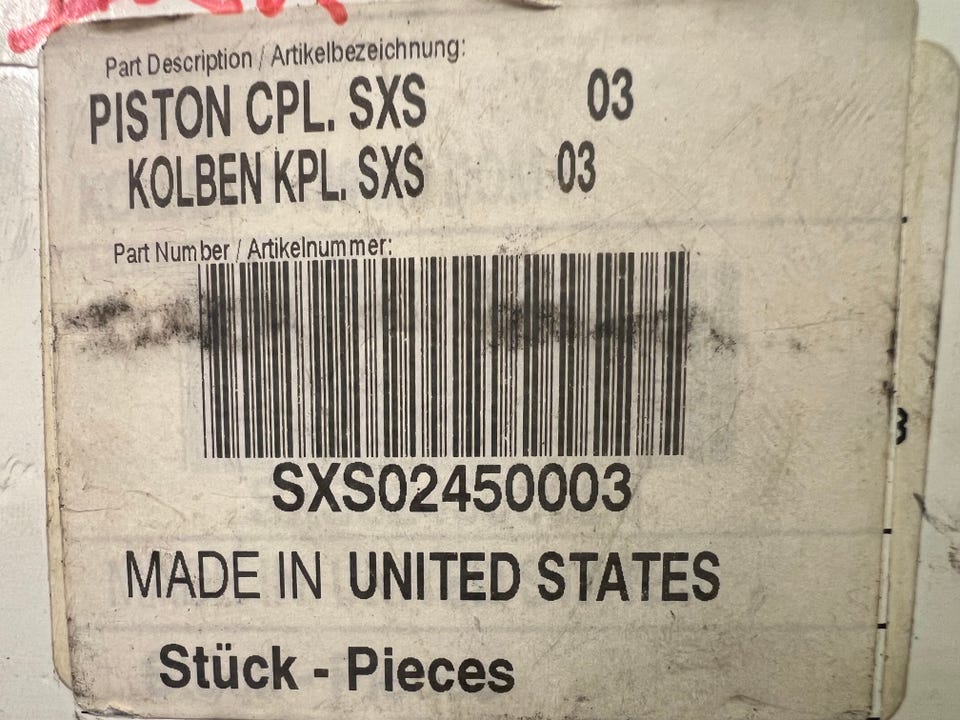 Part Description / Artikelbezeichnung:
PISTON CPL. SXS 03
KOLBEN KPL. SXS 03
Part Number / Artikelnummer:
SXS02450003
MADE IN UNITED STATES
Stück - Pieces